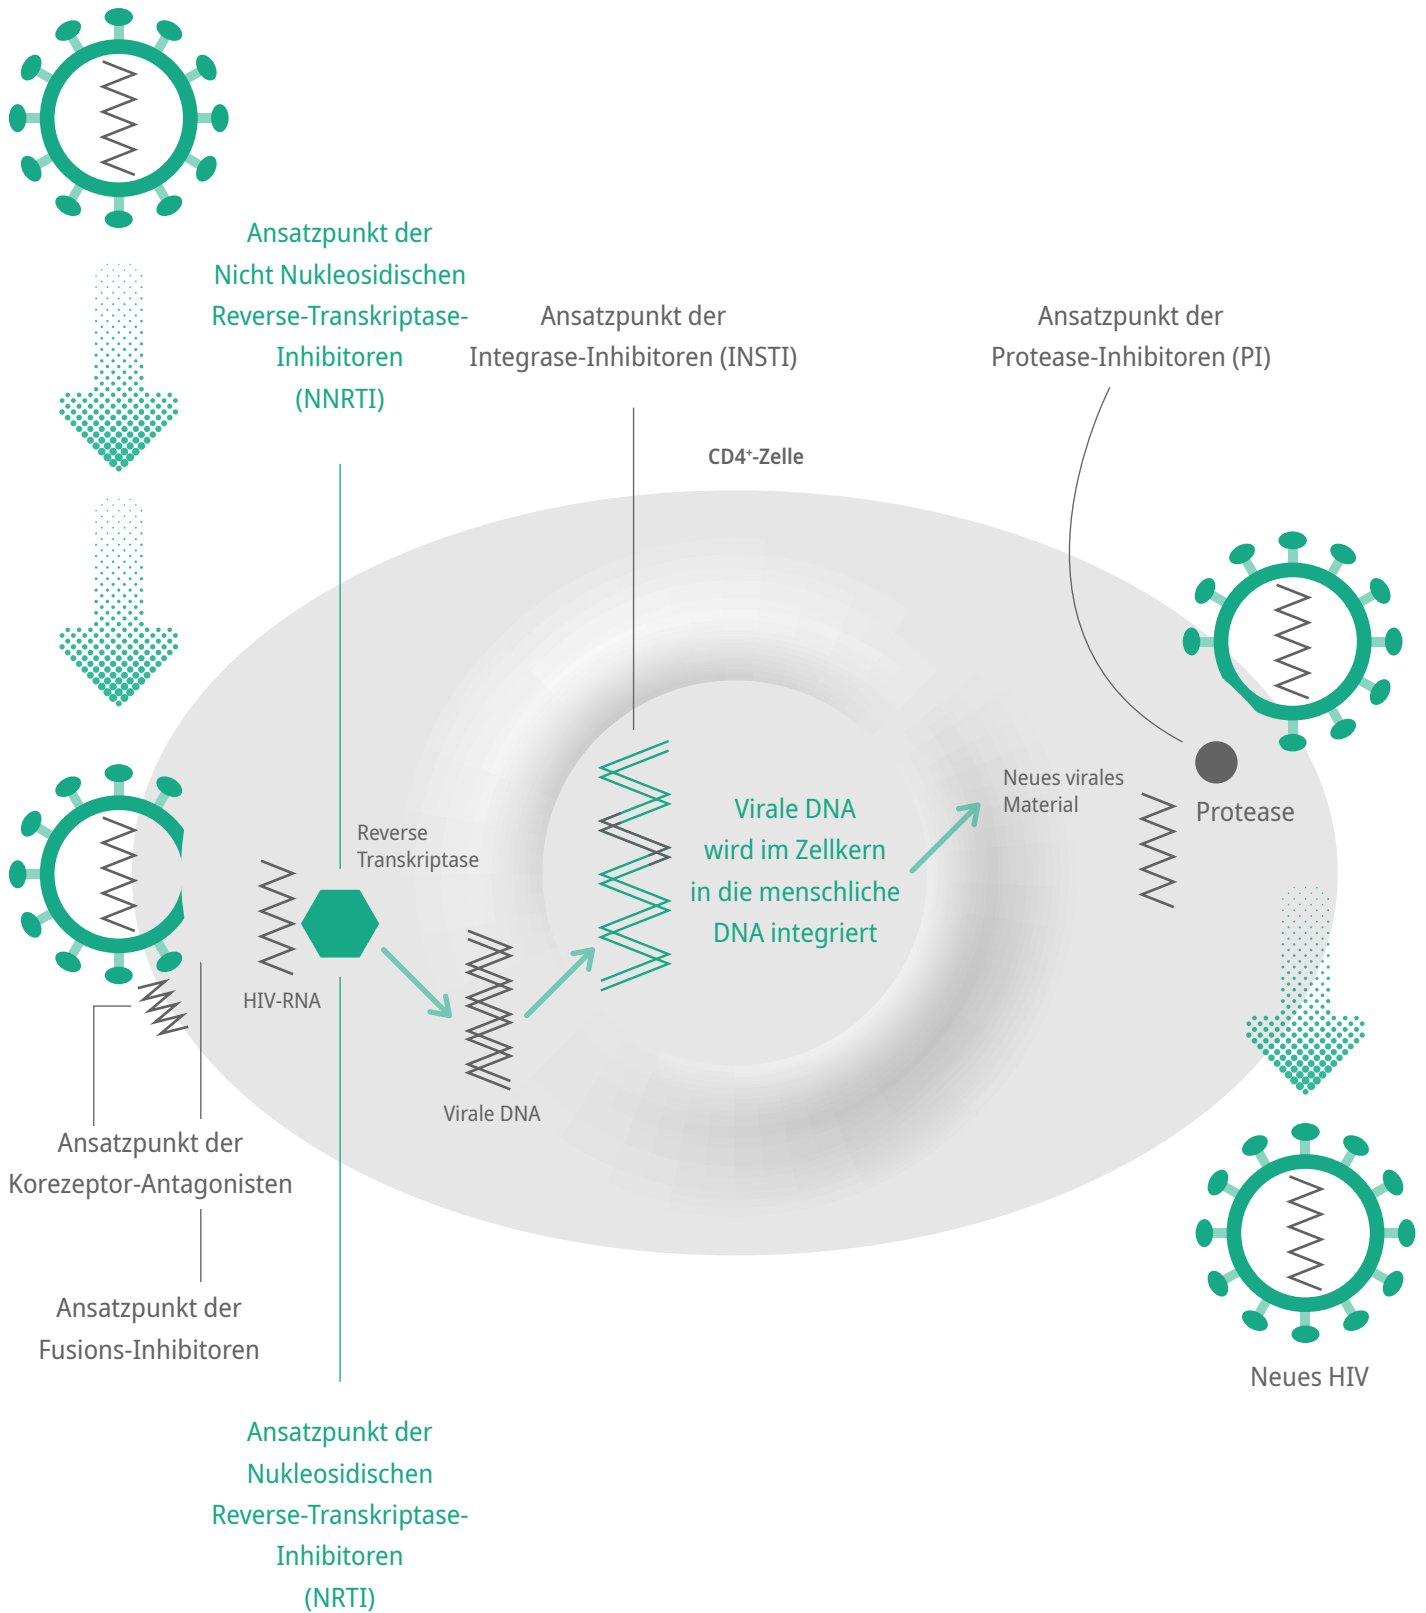 Ansatzpunkt der
Nicht Nukleosidischen
Reverse-Transkriptase-
Inhibitoren
(NNRTI)
Ansatzpunkt der
Integrase-Inhibitoren (INSTI)
Ansatzpunkt der
Protease-Inhibitoren (PI)
CD4⁺-Zelle
Reverse
Transkriptase
HIV-RNA
Virale DNA
Virale DNA
wird im Zellkern
in die menschliche
DNA integriert
Neues virales
Material
Protease
Ansatzpunkt der
Korezeptor-Antagonisten
Ansatzpunkt der
Fusions-Inhibitoren
Neues HIV
Ansatzpunkt der
Nukleosidischen
Reverse-Transkriptase-
Inhibitoren
(NRTI)